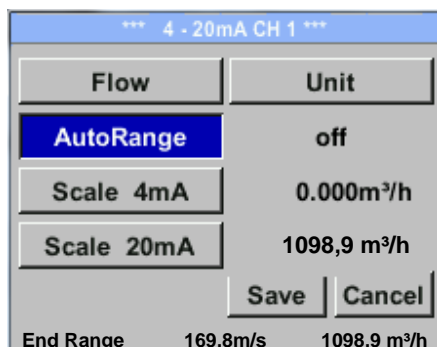 *** 4 - 20mA CH 1 ***
Flow Unit
AutoRange off
Scale 4mA 0.000m³/h
Scale 20mA 1098,9 m³/h
Save Cancel
End Range 169.8m/s 1098.9 m³/h